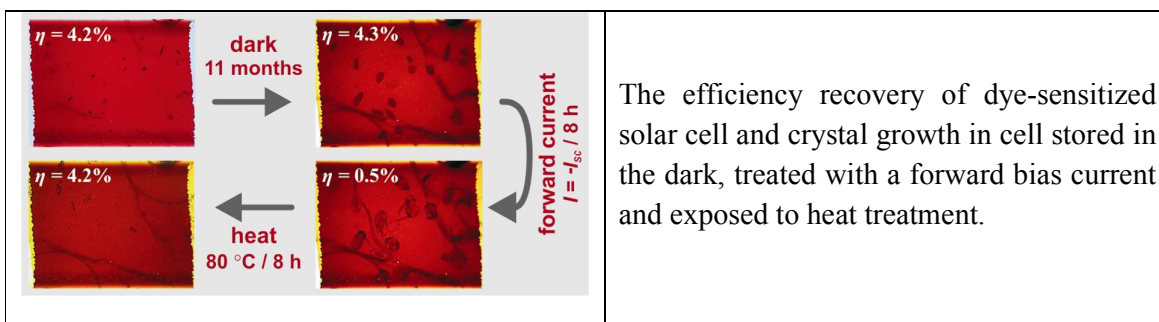 η = 4.2%
dark
11 months
η = 4.3%
forward current
I = -Isc / 8 h
η = 0.5%
heat
80 °C / 8 h
η = 4.2%
The efficiency recovery of dye-sensitized
solar cell and crystal growth in cell stored in
the dark, treated with a forward bias current
and exposed to heat treatment.